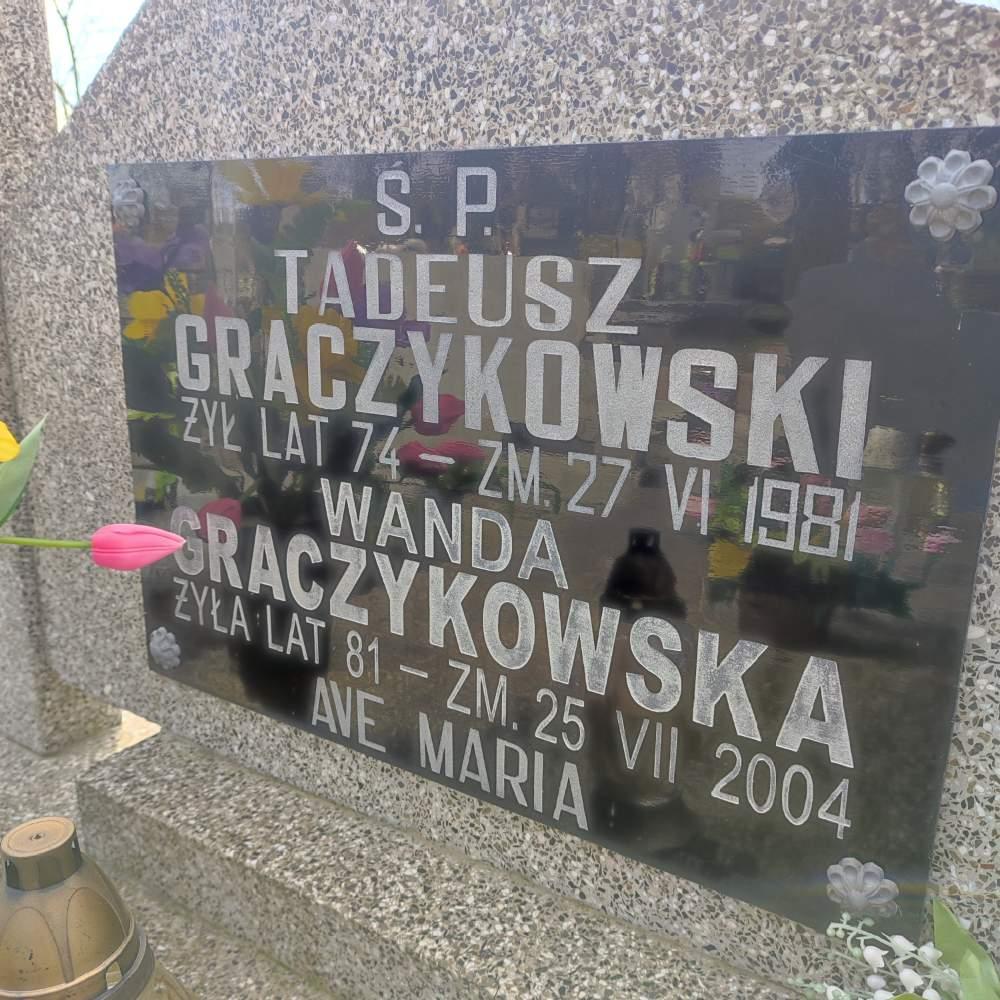 Ś. P.
TADEUSZ
GRACZYKOWSKI
ŻYŁ LAT 74 – ZM. 27 VI 1981
WANDA
GRACZYKOWSKA
ŻYŁA LAT 81 – ZM. 25 VII 2004
AVE MARIA